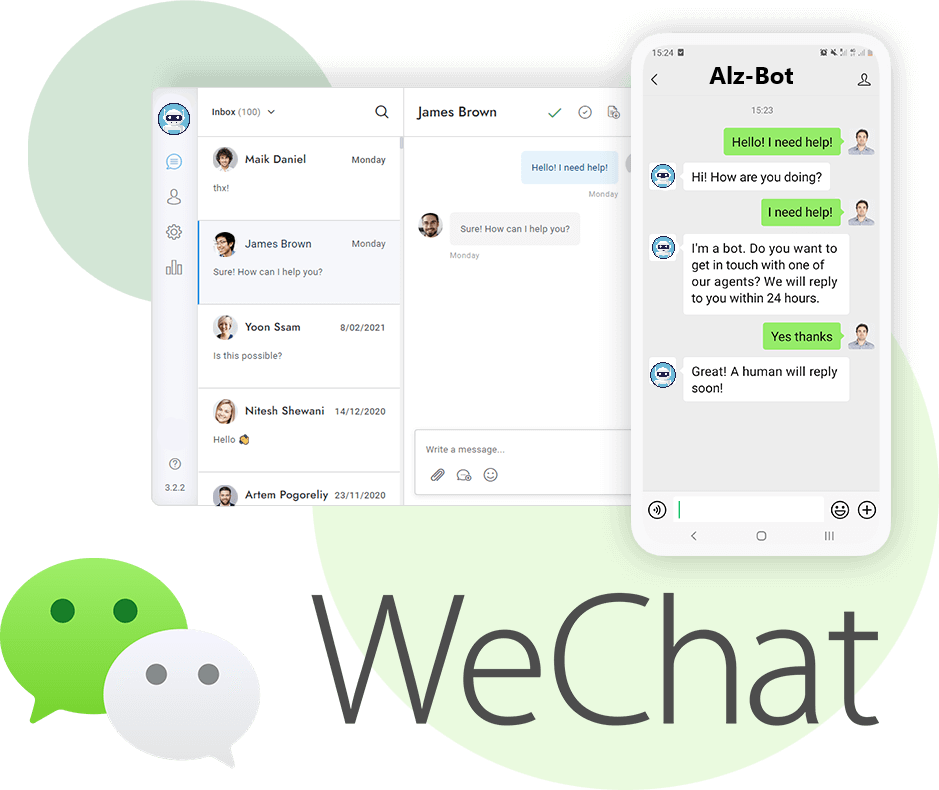 Inbox (100)
Maik Daniel Monday
thx!
James Brown Monday
Sure! How can I help you?
Yoon Ssam 8/02/2021
Is this possible?
Nitesh Shewani 14/12/2020
Hello 👋
Artem Pogoreliy 23/11/2020
3.2.2
James Brown
Hello! I need help!
Monday
Sure! How can I help you?
Monday
Write a message...
15:24
Alz-Bot
15:23
Hello! I need help!
Hi! How are you doing?
I need help!
I'm a bot. Do you want to
get in touch with one of
our agents? We will reply
to you within 24 hours.
Yes thanks
Great! A human will reply
soon!
WeChat